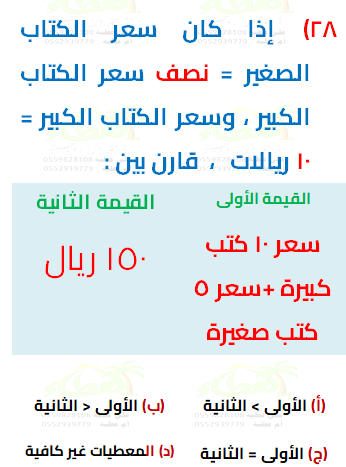 ٢٨) إذا كان سعر الكتاب
الصغير = نصف سعر الكتاب
الكبير ، وسعر الكتاب الكبير =
١٠ ريالات ، قارن بين :
القيمة الأولى
القيمة الثانية
سعر ١٠ كتب
كبيرة +سعر ٥
كتب صغيرة
١٥٠ ريال
(أ) الأولى > الثانية
(ب) الأولى < الثانية
(ج) الأولى = الثانية
(د) المعطيات غير كافية